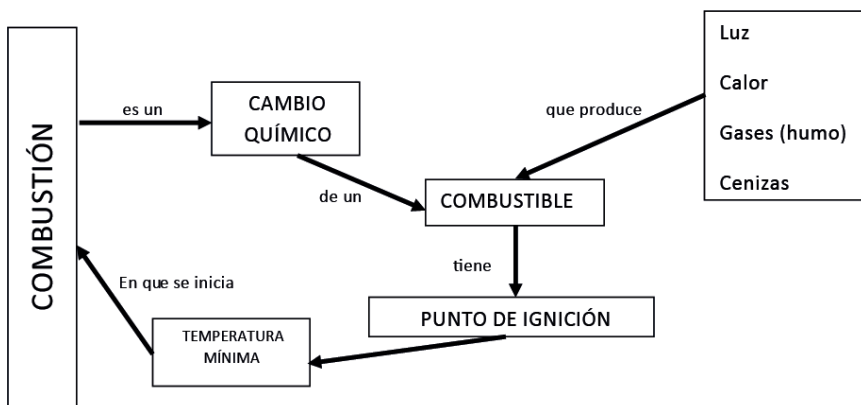 COMBUSTIÓN
es un
CAMBIO
QUÍMICO
de un
COMBUSTIBLE
que produce
Luz
Calor
Gases (humo)
Cenizas
tiene
PUNTO DE IGNICIÓN
TEMPERATURA
MÍNIMA
En que se inicia